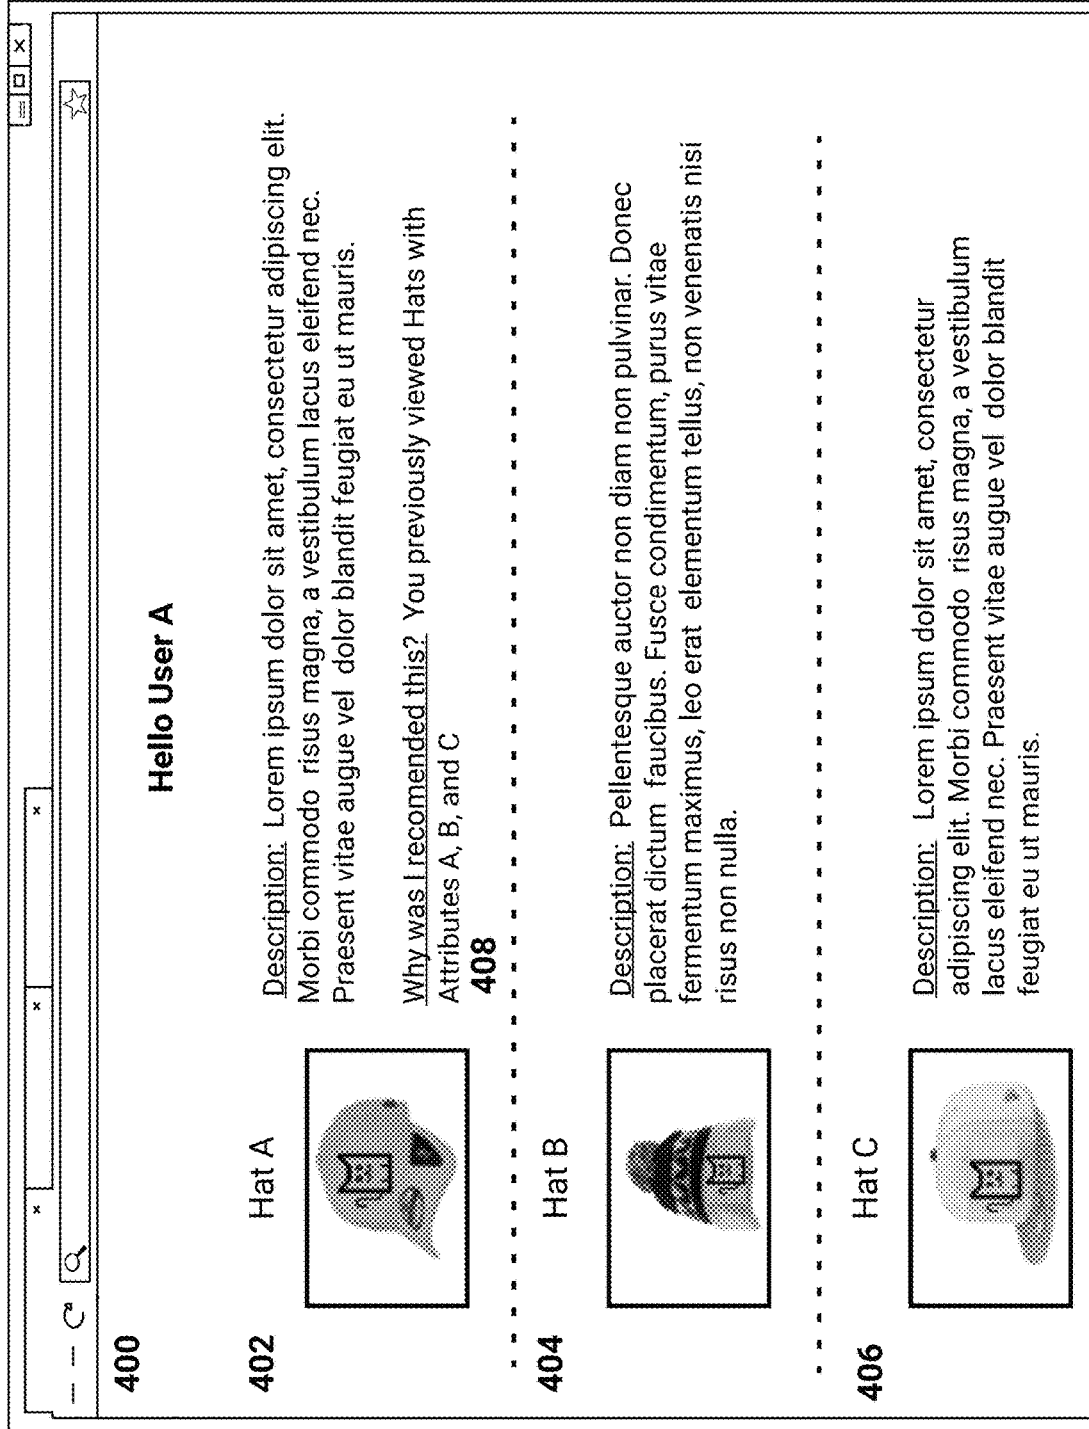 400
Hello User A
402
Hat A
Description: Lorem ipsum dolor sit amet, consectetur adipiscing elit.
Morbi commodo risus magna, a vestibulum lacus eleifend nec.
Praesent vitae augue vel dolor blandit feugiat eu ut mauris.
Why was I recomended this? You previously viewed Hats with
Attributes A, B, and C
408
404
Hat B
Description: Pellentesque auctor non diam non pulvinar. Donec
placerat dictum faucibus. Fusce condimentum, purus vitae
fermentum maximus, leo erat elementum tellus, non venenatis nisi
risus non nulla.
406
Hat C
Description: Lorem ipsum dolor sit amet, consectetur
adipiscing elit. Morbi commodo risus magna, a vestibulum
lacus eleifend nec. Praesent vitae augue vel dolor blandit
feugiat eu ut mauris.